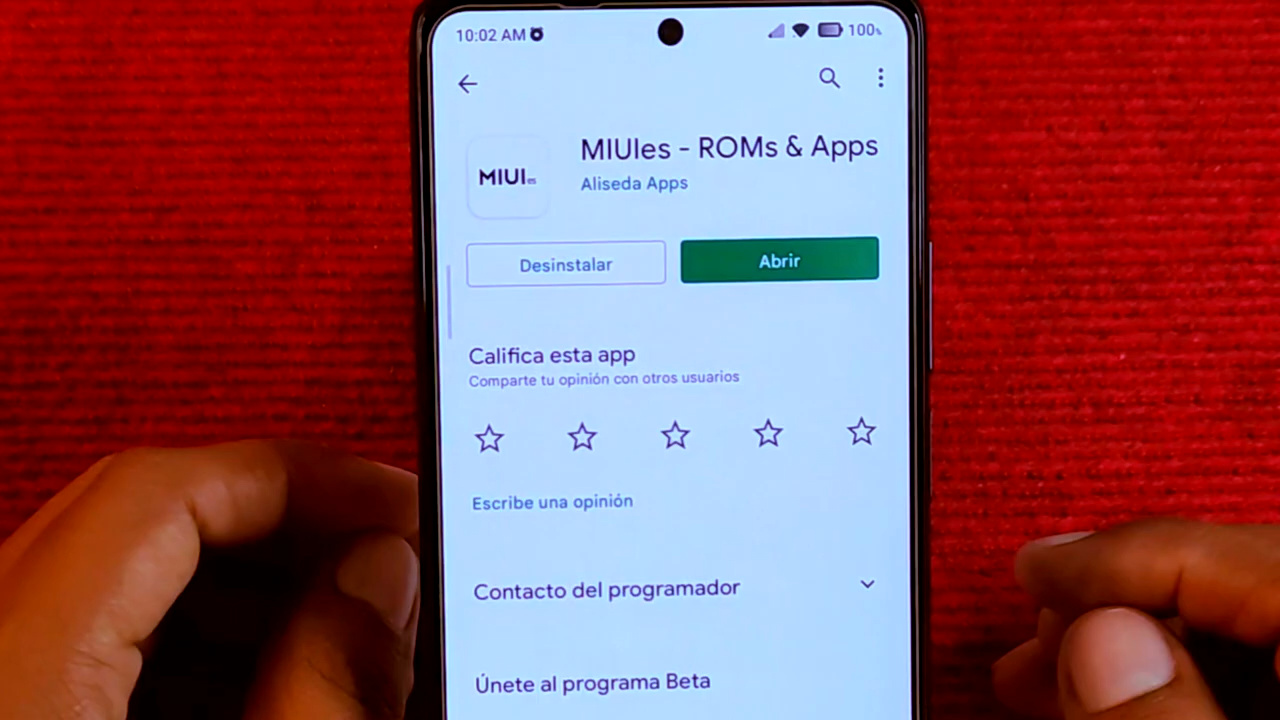 10:02 AM
100%
MIUI es
MIUIes - ROMs & Apps
Aliseda Apps
Desinstalar
Abrir
Califica esta app
Comparte tu opinión con otros usuarios
Escribe una opinión
Contacto del programador
Únete al programa Beta